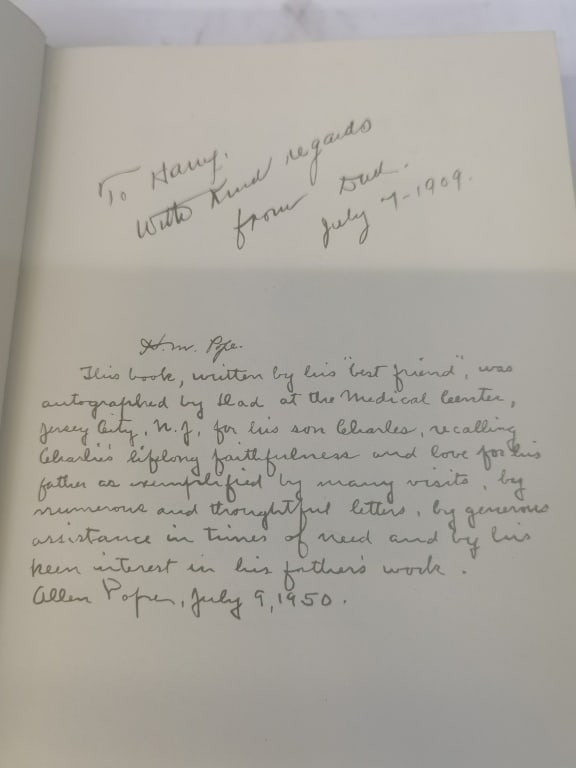 To Harry.
With kind regards
from Dud.
July 7-1909.
H. W. Pope.
This book, written by his "best friend", was
autographed by Dad at the Medical Center,
Jersey City, N.J., for his son Charles, recalling
Charlie's lifelong faithfulness and love for his
father as exemplified by many visits, by
numerous and throughtful letters, by generous
assistance in times of need and by his
keen interest in his father's work.
Allen Pope, July 9, 1950.